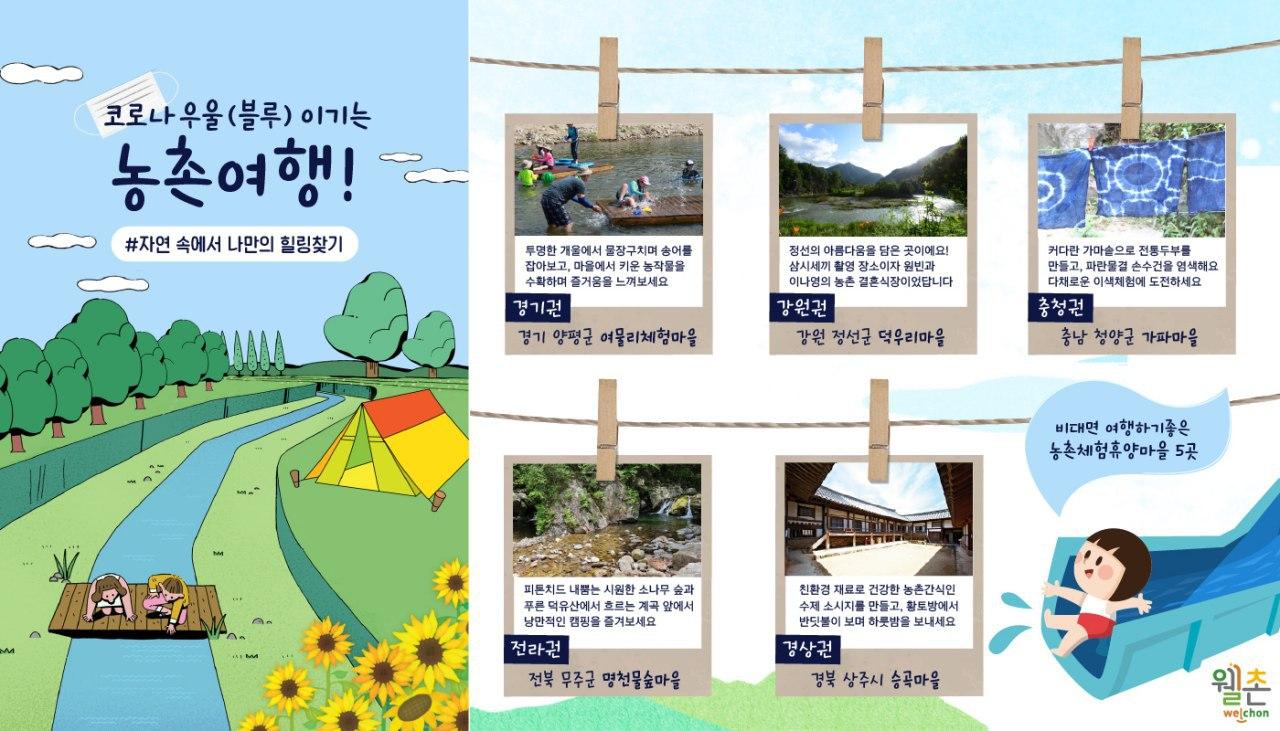 코로나 우울(블루) 이기는
농촌여행!
#자연 속에서 나만의 힐링찾기
투명한 개울에서 물장구치며 송어를
잡아보고, 마을에서 키운 농작물을
수확하며 즐거움을 느껴보세요
경기권
경기 양평군 여물리체험마을
정선의 아름다움을 담은 곳이에요!
삼시세끼 촬영 장소이자 원빈과
이나영의 농촌 결혼식장이었답니다
강원권
강원 정선군 덕우리마을
커다란 가마솥으로 전통두부를
만들고, 파란물결 손수건을 염색해요
다채로운 이색체험에 도전하세요
충청권
충남 청양군 가파마을
피톤치드 내뿜는 시원한 소나무 숲과
푸른 덕유산에서 흐르는 계곡 앞에서
낭만적인 캠핑을 즐겨보세요
전라권
전북 무주군 명천물숲마을
친환경 재료로 건강한 농촌간식인
수제 소시지를 만들고, 황토방에서
반딧불이 보며 하룻밤을 보내세요
경상권
경북 상주시 승곡마을
비대면 여행하기좋은
농촌체험휴양마을 5곳
웰촌
welchon